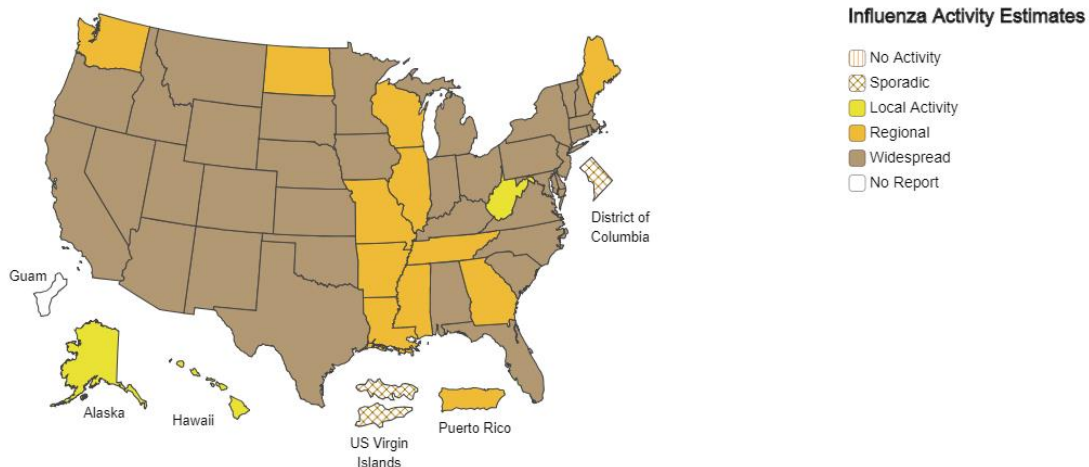 Influenza Activity Estimates
No Activity
Sporadic
Local Activity
Regional
Widespread
No Report
District of
Columbia
Guam
Alaska
Hawaii
US Virgin
Islands
Puerto Rico